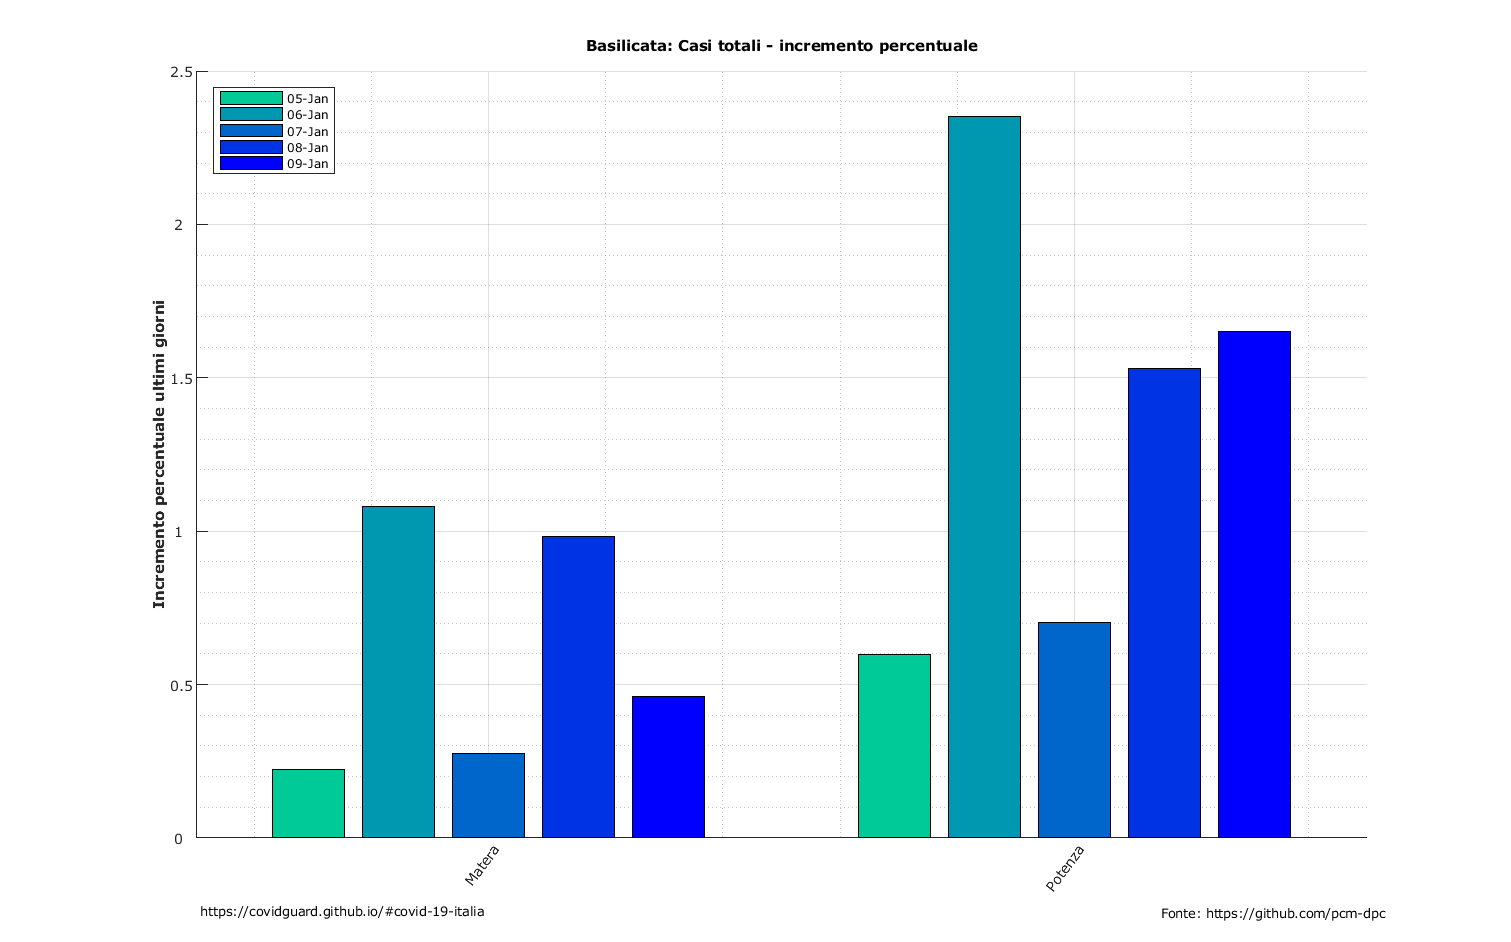 Basilicata: Casi totali - incremento percentuale
2.5
2
1.5
1
0.5
0
Incremento percentuale ultimi giorni
05-Jan
06-Jan
07-Jan
08-Jan
09-Jan
Matera
Potenza
https://covidguard.github.io/#covid-19-italia
Fonte: https://github.com/pcm-dpc